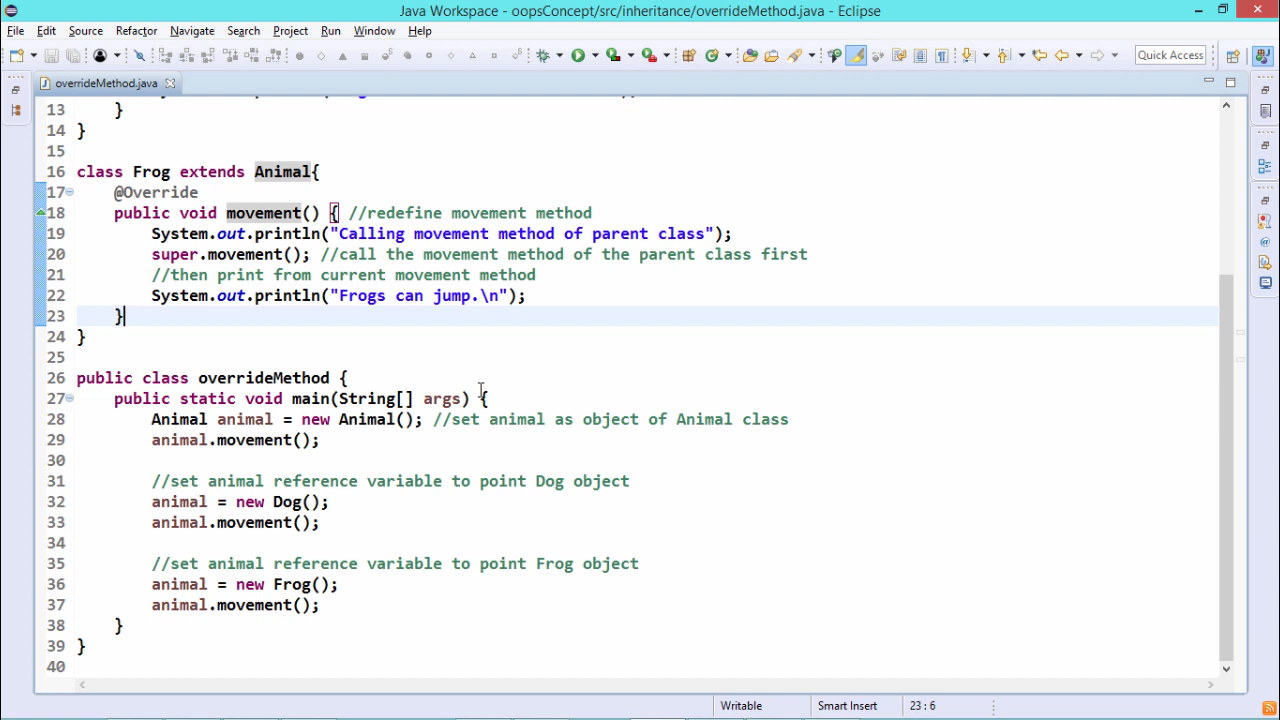 Java Workspace - oopsConcept/src/inheritance/overrideMethod.java - Eclipse
File Edit Source Refactor Navigate Search Project Run Window Help
Quick Access
overrideMethod.java
13 }
14 }
15
16 class Frog extends Animal{
17 @Override
18 public void movement() { //redefine movement method
19 System.out.println("Calling movement method of parent class");
20 super.movement(); //call the movement method of the parent class first
21 //then print from current movement method
22 System.out.println("Frogs can jump.\n");
23 }
24 }
25
26 public class overrideMethod {
27 public static void main(String[] args) {
28 Animal animal = new Animal(); //set animal as object of Animal class
29 animal.movement();
30
31 //set animal reference variable to point Dog object
32 animal = new Dog();
33 animal.movement();
34
35 //set animal reference variable to point Frog object
36 animal = new Frog();
37 animal.movement();
38 }
39 }
40
Writable Smart Insert 23 : 6